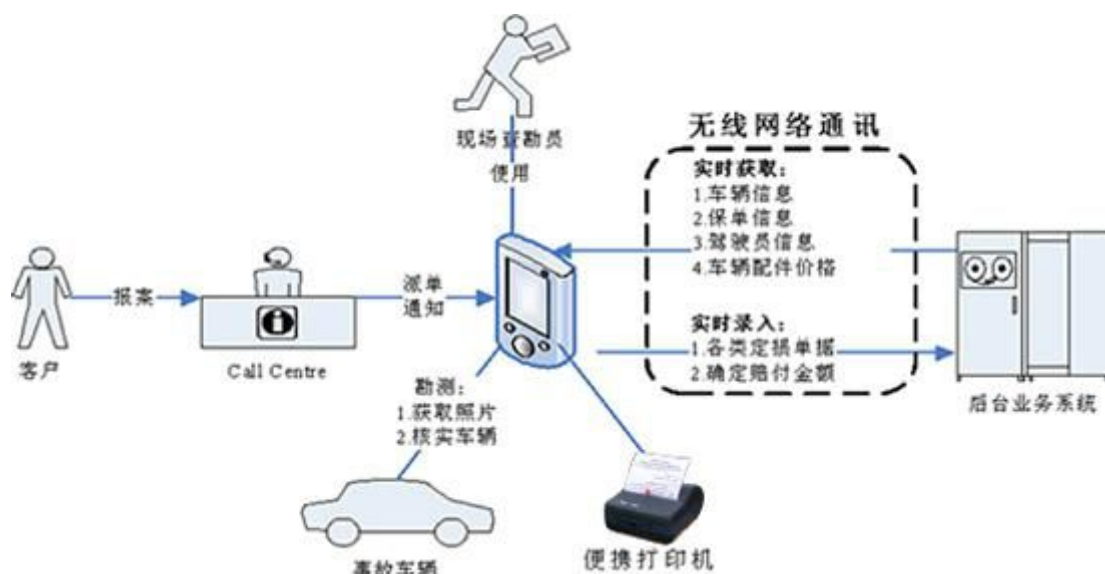 现场查勘员
使用
无线网络通讯
实时获取:
1.车辆信息
2.保单信息
3.驾驶员信息
4.车辆配件价格
报案
派单
通知
客户
Call Centre
实时录入:
1.各类定损单据
2.确定赔付金额
后台业务系统
勘测:
1.获取照片
2.核实车辆
事故车辆
便携打印机